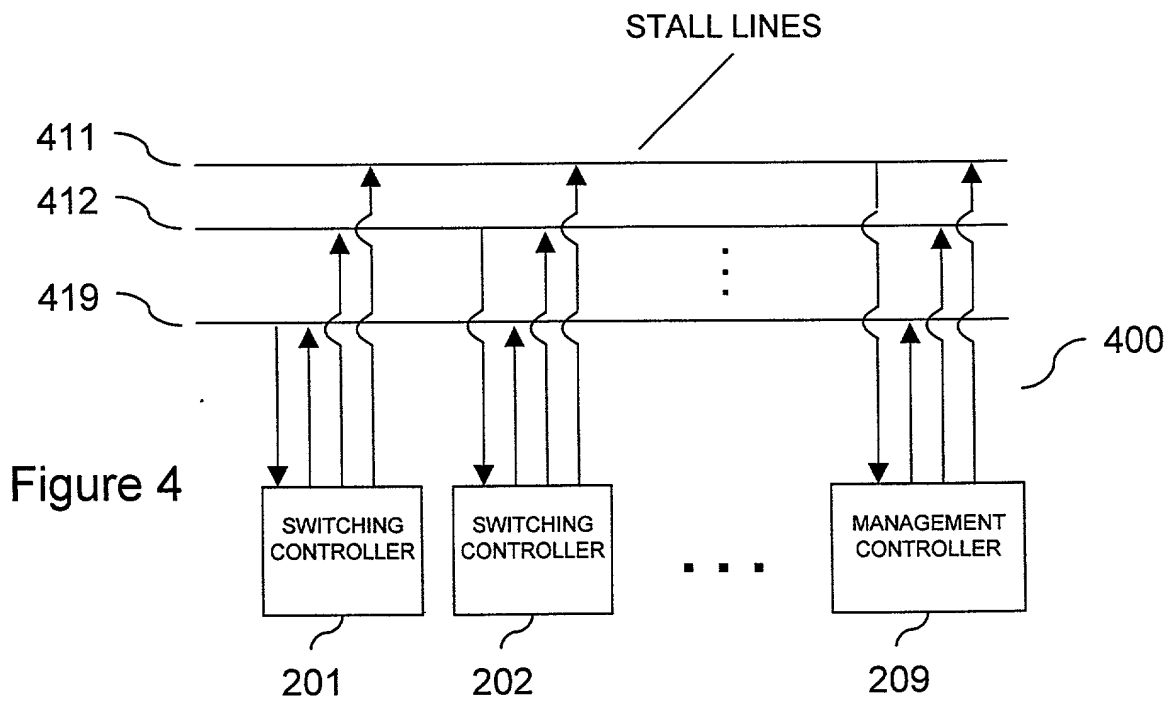 STALL LINES
411
412
419
400
Figure 4
SWITCHING
CONTROLLER
SWITCHING
CONTROLLER
MANAGEMENT
CONTROLLER
201
202
209